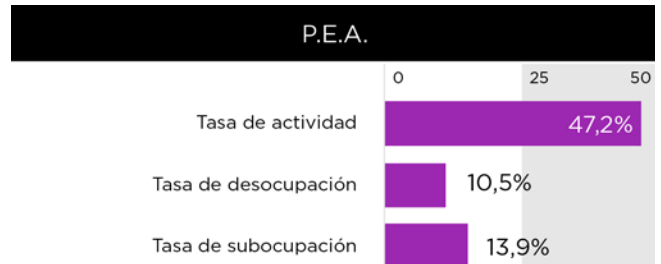 P.E.A.
0 25 50
Tasa de actividad 47,2%
Tasa de desocupación 10,5%
Tasa de subocupación 13,9%